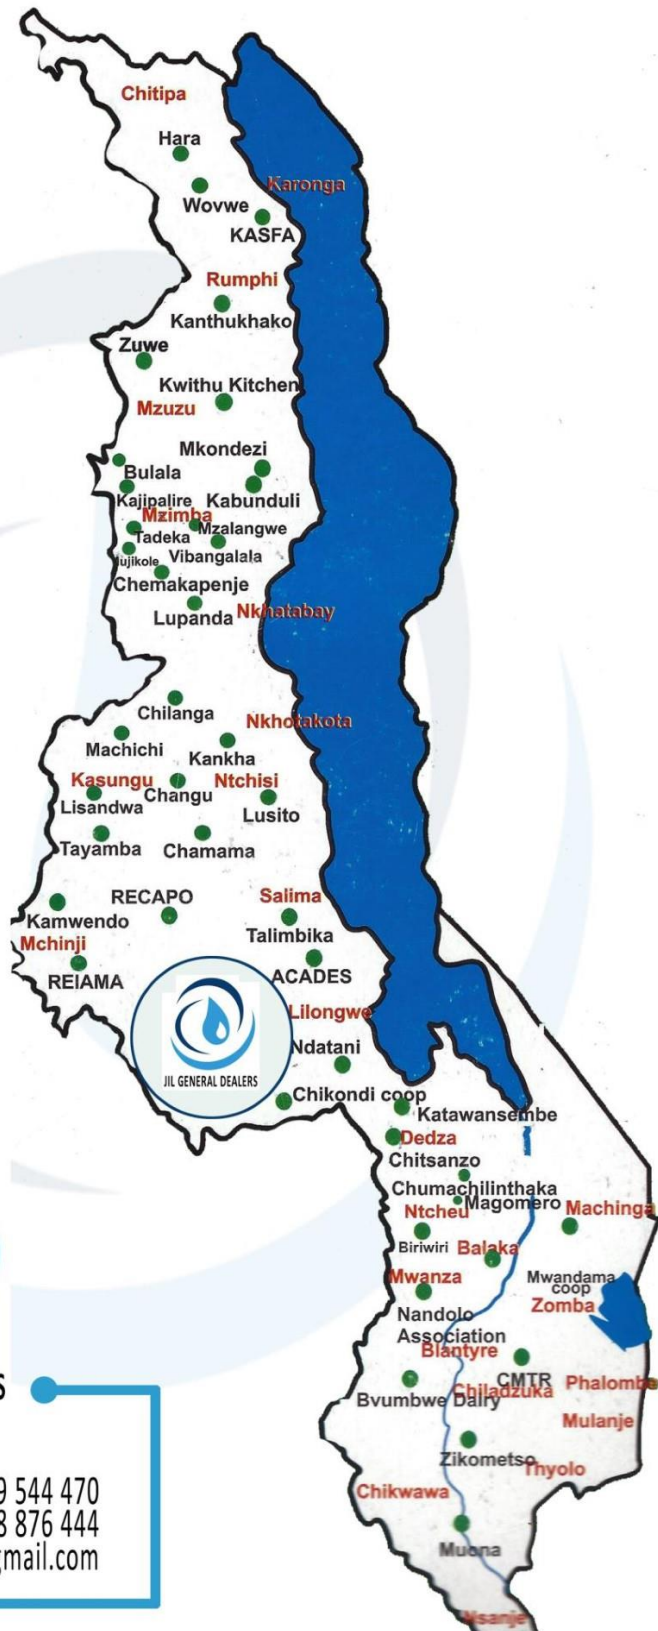 Chitipa
Hara
Karonga
Wovwe
KASFA
Rumphi
Kanthukhako
Zuwe
Kwithu Kitchen
Mzuzu
Mkondezi
Bulala
Kajipalire
Kabunduli
Mzimba
Mzalangwe
Tadeka
Vibangalala
ujikole
Chemakapenje
Lupanda
Nkhatabay
Chilanga
Nkhotakota
Machichi
Kankha
Kasungu
Changu
Ntchisi
Lisandwa
Lusito
Tayamba
Chamama
RECAPO
Salima
Kamwendo
Talimbika
Mchinji
REIAMA
ACADES
Lilongwe
JIL GENERAL DEALERS
Ndatani
Chikondi coop
Katawansembe
Dedza
Chitsanzo
Chumachilinthaka
Magomero
Ntcheu
Machinga
Biriwiri
Balaka
Mwanza
Mwandama
coop
Zomba
Nandolo
Association
Blantyre
CMTR
Phalombe
Chiladzuka
Bvumbwe Dairy
Mulanje
Zikometso
Thyolo
Chikwawa
Muona
Nsanje
S
9 544 470
8 876 444
gmail.com